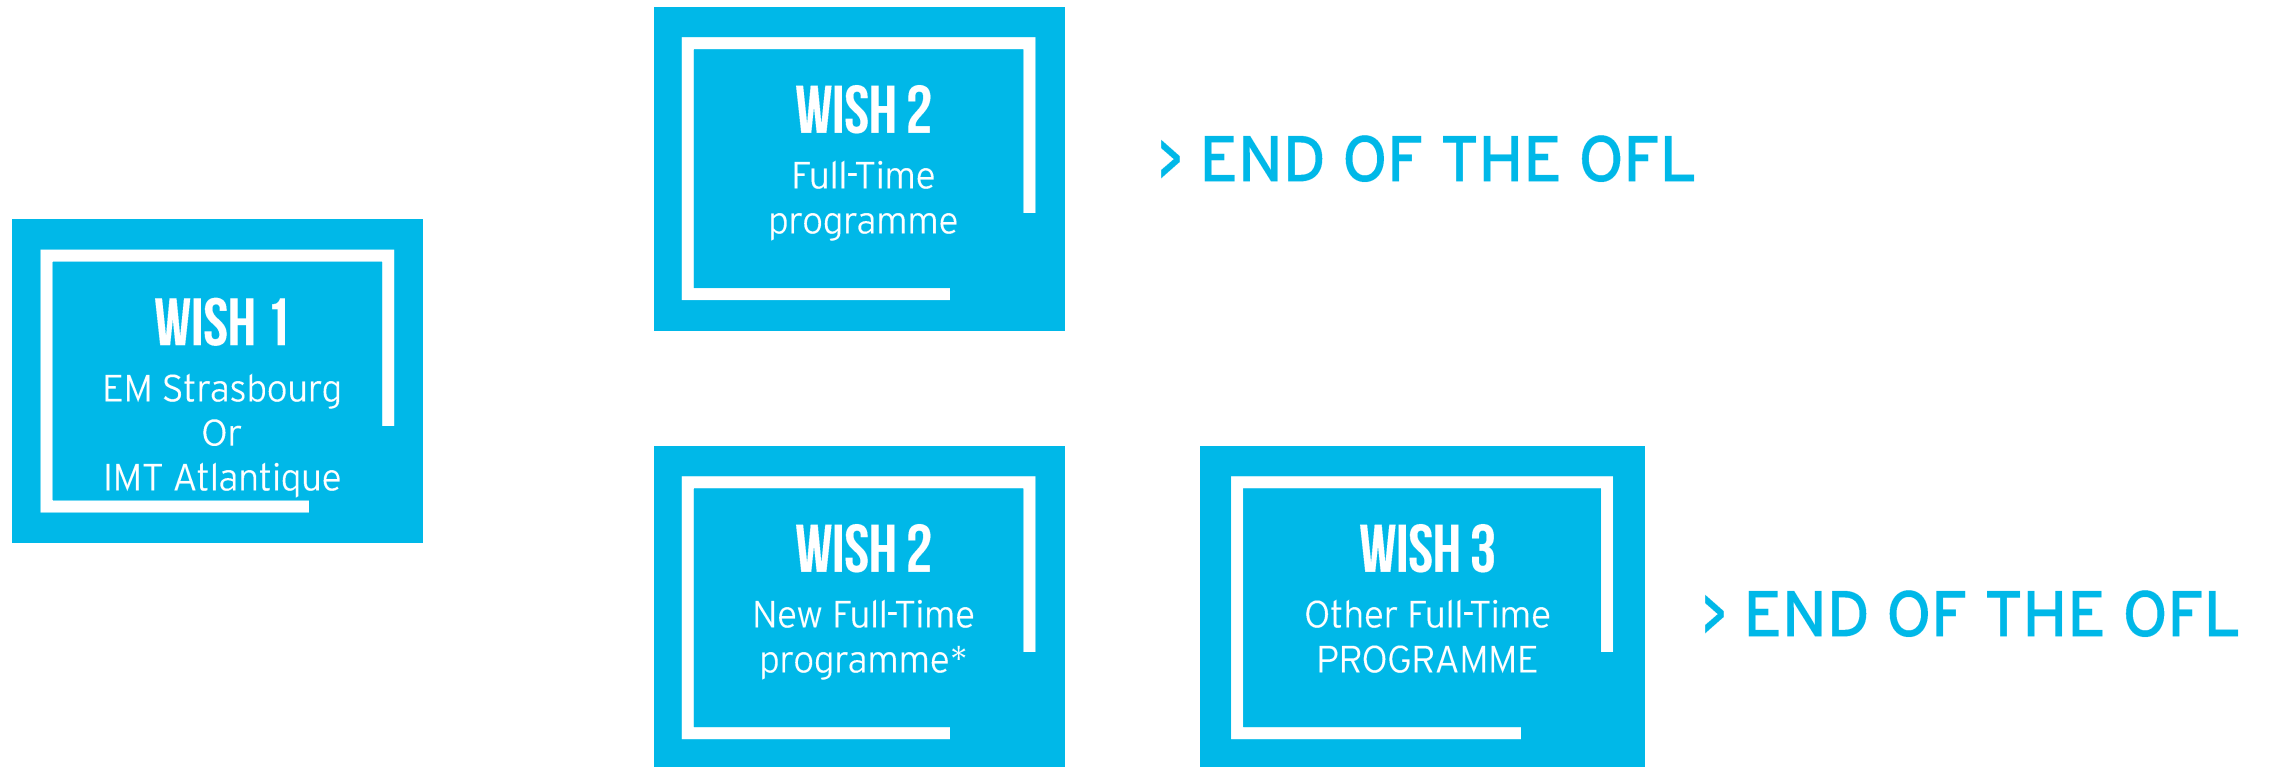 WISH 1
EM Strasbourg
Or
IMT Atlantique
WISH 2
Full-Time
programme
> END OF THE OFL
WISH 2
New Full-Time
programme*
WISH 3
Other Full-Time
PROGRAMME
> END OF THE OFL